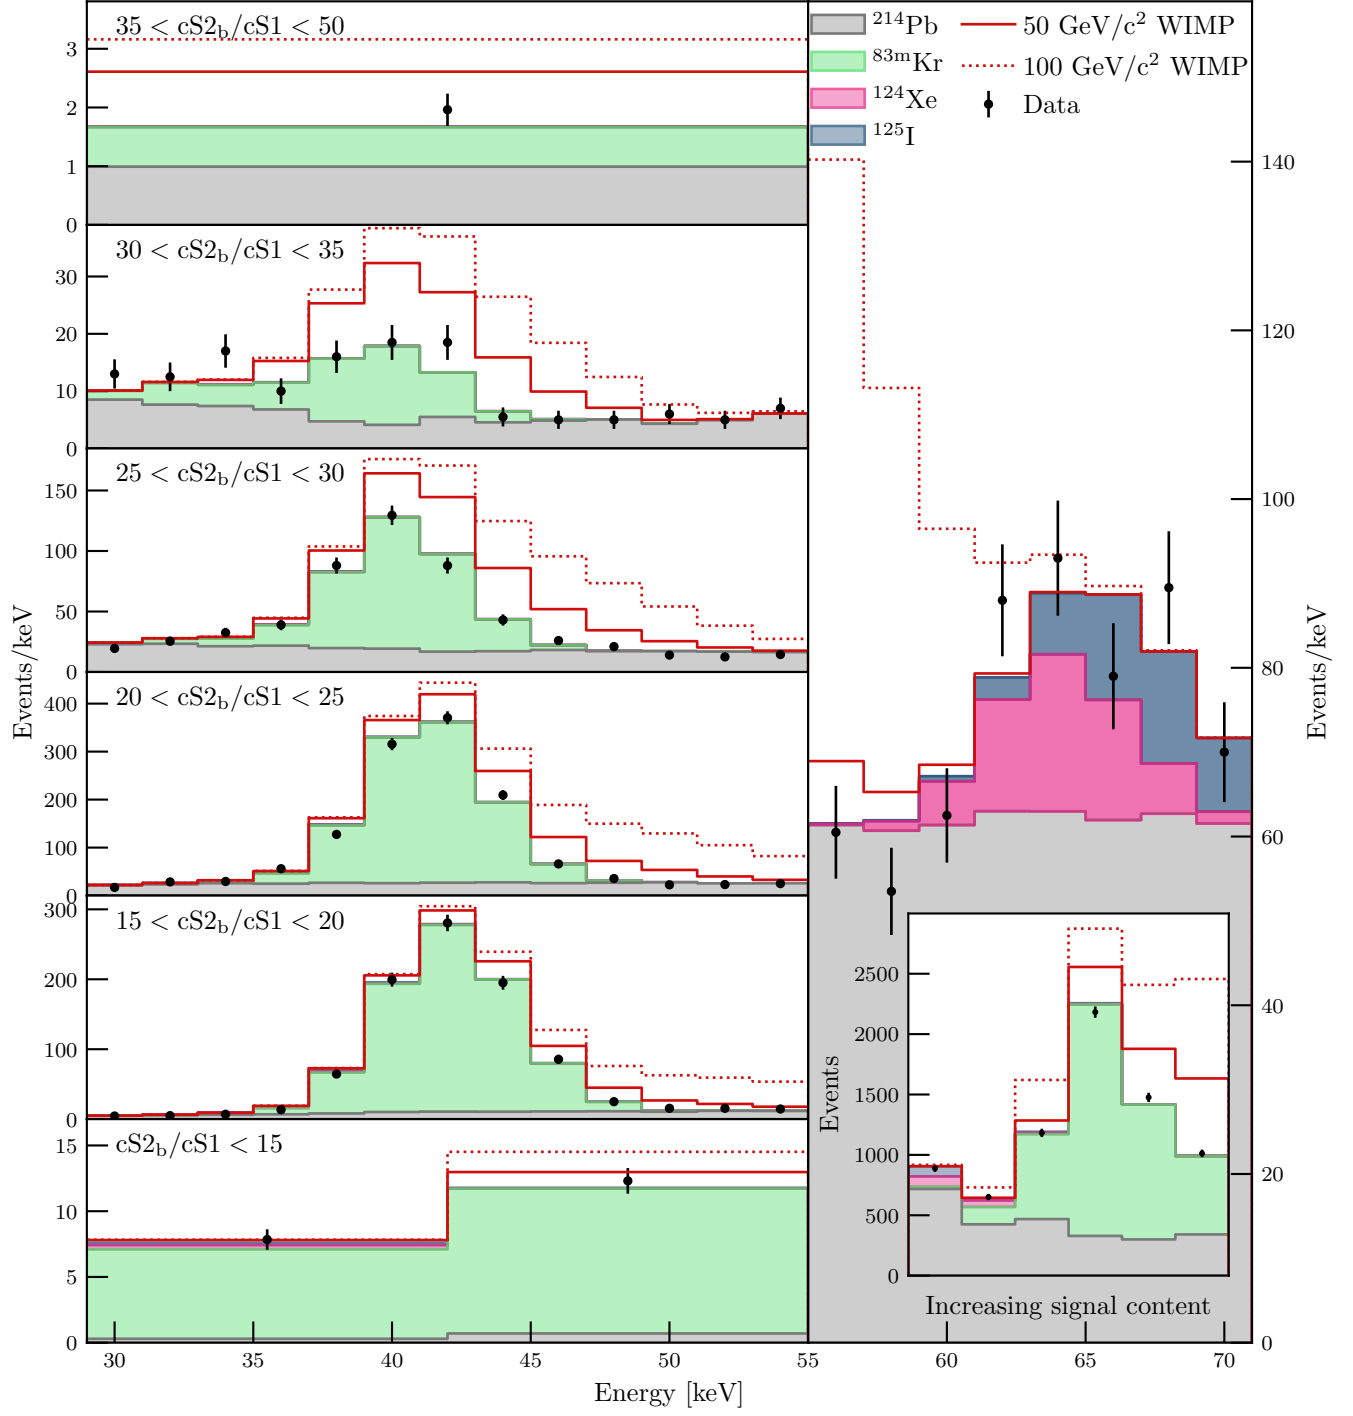 35 < cS2b/cS1 < 50
3
2
1
0
30 < cS2b/cS1 < 35
30
20
10
0
25 < cS2b/cS1 < 30
150
100
50
0
20 < cS2b/cS1 < 25
400
300
200
100
0
15 < cS2b/cS1 < 20
300
200
100
0
cS2b/cS1 < 15
15
10
5
0
Events/keV
30 35 40 45 50 55 60 65 70
Energy [keV]
²¹⁴Pb
⁸³ᵐKr
¹²⁴Xe
¹²⁵I
50 GeV/c² WIMP
100 GeV/c² WIMP
Data
140
120
100
80
60
40
20
0
Events/keV
2500
2000
1500
1000
500
0
Events
Increasing signal content